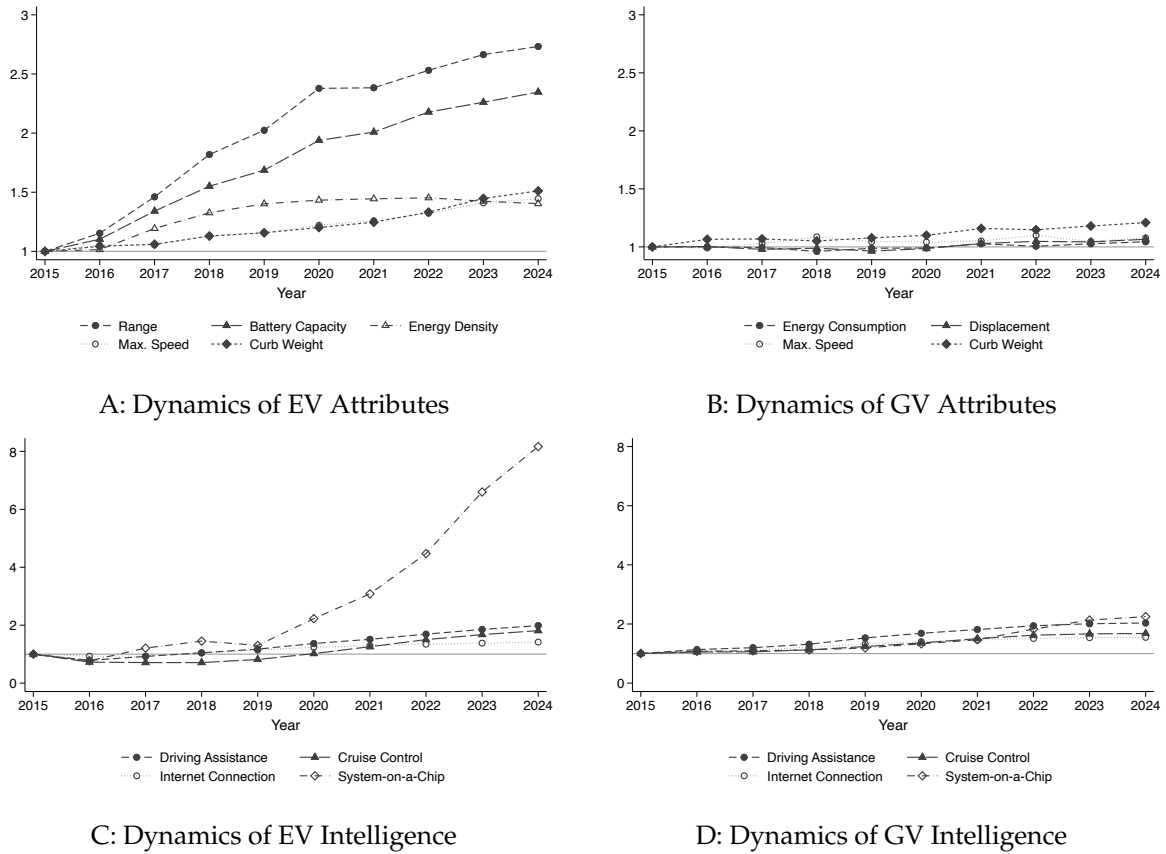 3
2.5
2
1.5
1
2015 2016 2017 2018 2019 2020 2021 2022 2023 2024
Year
Range Battery Capacity Energy Density
Max. Speed Curb Weight
A: Dynamics of EV Attributes
3
2.5
2
1.5
1
2015 2016 2017 2018 2019 2020 2021 2022 2023 2024
Year
Energy Consumption Displacement
Max. Speed Curb Weight
B: Dynamics of GV Attributes
8
6
4
2
0
2015 2016 2017 2018 2019 2020 2021 2022 2023 2024
Year
Driving Assistance Cruise Control
Internet Connection System-on-a-Chip
C: Dynamics of EV Intelligence
8
6
4
2
0
2015 2016 2017 2018 2019 2020 2021 2022 2023 2024
Year
Driving Assistance Cruise Control
Internet Connection System-on-a-Chip
D: Dynamics of GV Intelligence